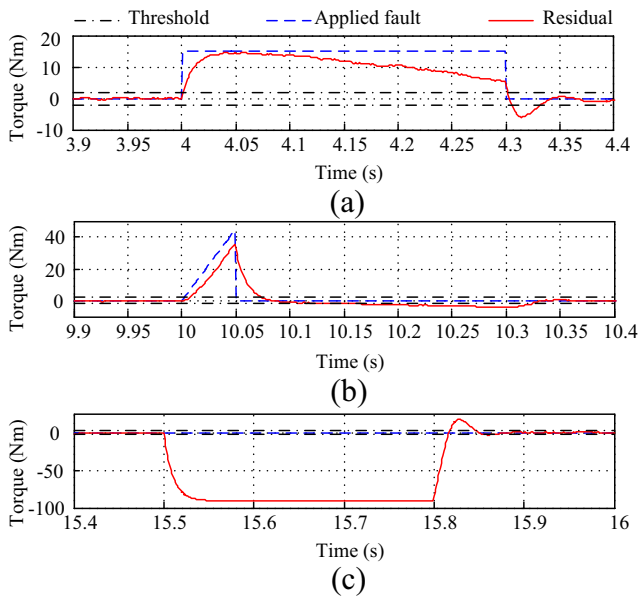 Threshold Applied fault Residual
Torque (Nm)
20
10
0
-10
3.9 3.95 4 4.05 4.1 4.15 4.2 4.25 4.3 4.35 4.4
Time (s)
(a)
Torque (Nm)
40
20
0
9.9 9.95 10 10.05 10.1 10.15 10.2 10.25 10.3 10.35 10.4
Time (s)
(b)
Torque (Nm)
0
-50
-100
15.4 15.5 15.6 15.7 15.8 15.9 16
Time (s)
(c)